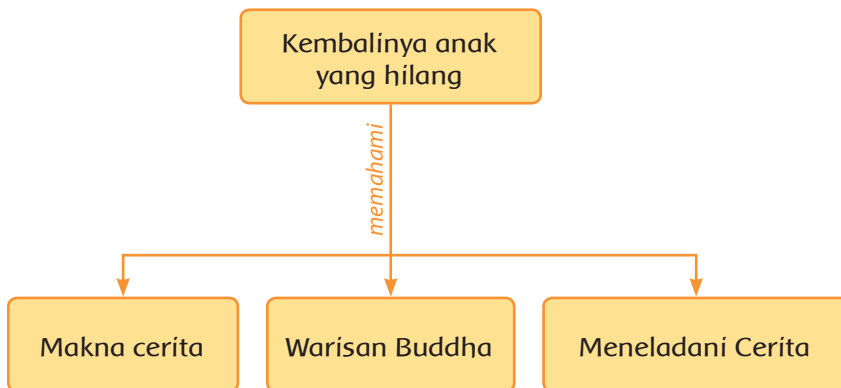 Kembalinya anak
yang hilang
memahami
Makna cerita
Warisan Buddha
Meneladani Cerita